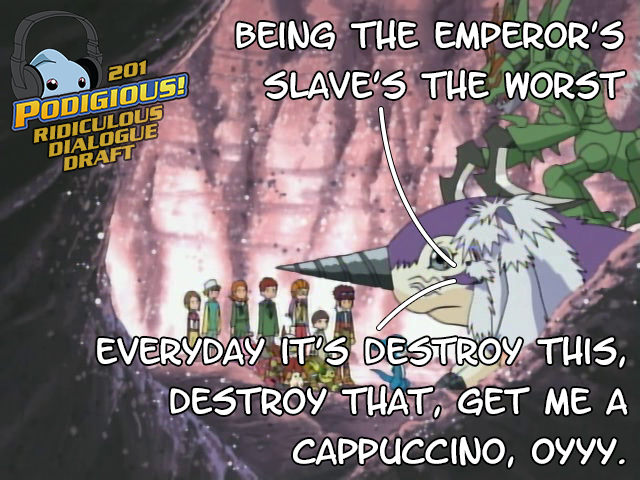 BEING THE EMPEROR'S
SLAVE'S THE WORST
201
PODIGIOUS!
RIDICULOUS
DIALOGUE
DRAFT
EVERYDAY IT'S DESTROY THIS,
DESTROY THAT, GET ME A
CAPPUCCINO, OYYY.